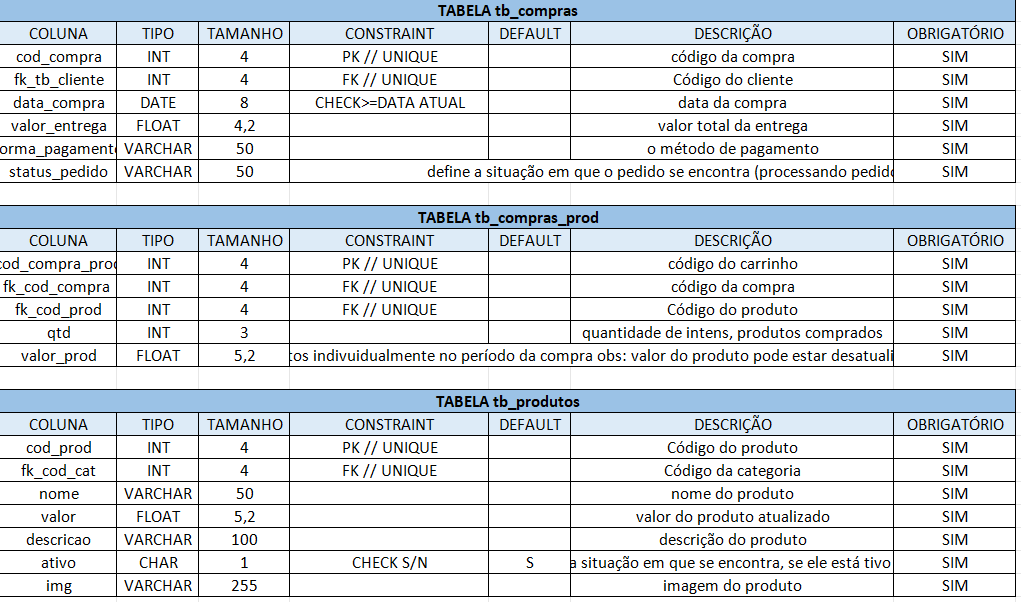 TABELA tb_compras
COLUNA TIPO TAMANHO CONSTRAINT DEFAULT DESCRIÇÃO OBRIGATÓRIO
cod_compra INT 4 PK // UNIQUE código da compra SIM
fk_tb_cliente INT 4 FK // UNIQUE Código do cliente SIM
data_compra DATE 8 CHECK>=DATA ATUAL data da compra SIM
valor_entrega FLOAT 4,2 valor total da entrega SIM
orma_pagament VARCHAR 50 o método de pagamento SIM
status_pedido VARCHAR 50 define a situação em que o pedido se encontra (processando pedid SIM
TABELA tb_compras_prod
COLUNA TIPO TAMANHO CONSTRAINT DEFAULT DESCRIÇÃO OBRIGATÓRIO
cod_compra_pro INT 4 PK // UNIQUE código do carrinho SIM
fk_cod_compra INT 4 FK // UNIQUE código da compra SIM
fk_cod_prod INT 4 FK // UNIQUE Código do produto SIM
qtd INT 3 quantidade de intens, produtos comprados SIM
valor_prod FLOAT 5,2 tos indivuidualmente no período da compra obs: valor do produto pode estar desatuali SIM
TABELA tb_produtos
COLUNA TIPO TAMANHO CONSTRAINT DEFAULT DESCRIÇÃO OBRIGATÓRIO
cod_prod INT 4 PK // UNIQUE Código do produto SIM
fk_cod_cat INT 4 FK // UNIQUE Código da categoria SIM
nome VARCHAR 50 nome do produto SIM
valor FLOAT 5,2 valor do produto atualizado SIM
descricao VARCHAR 100 descrição do produto SIM
ativo CHAR 1 CHECK S/N S a situação em que se encontra, se ele está tivo SIM
img VARCHAR 255 imagem do produto SIM